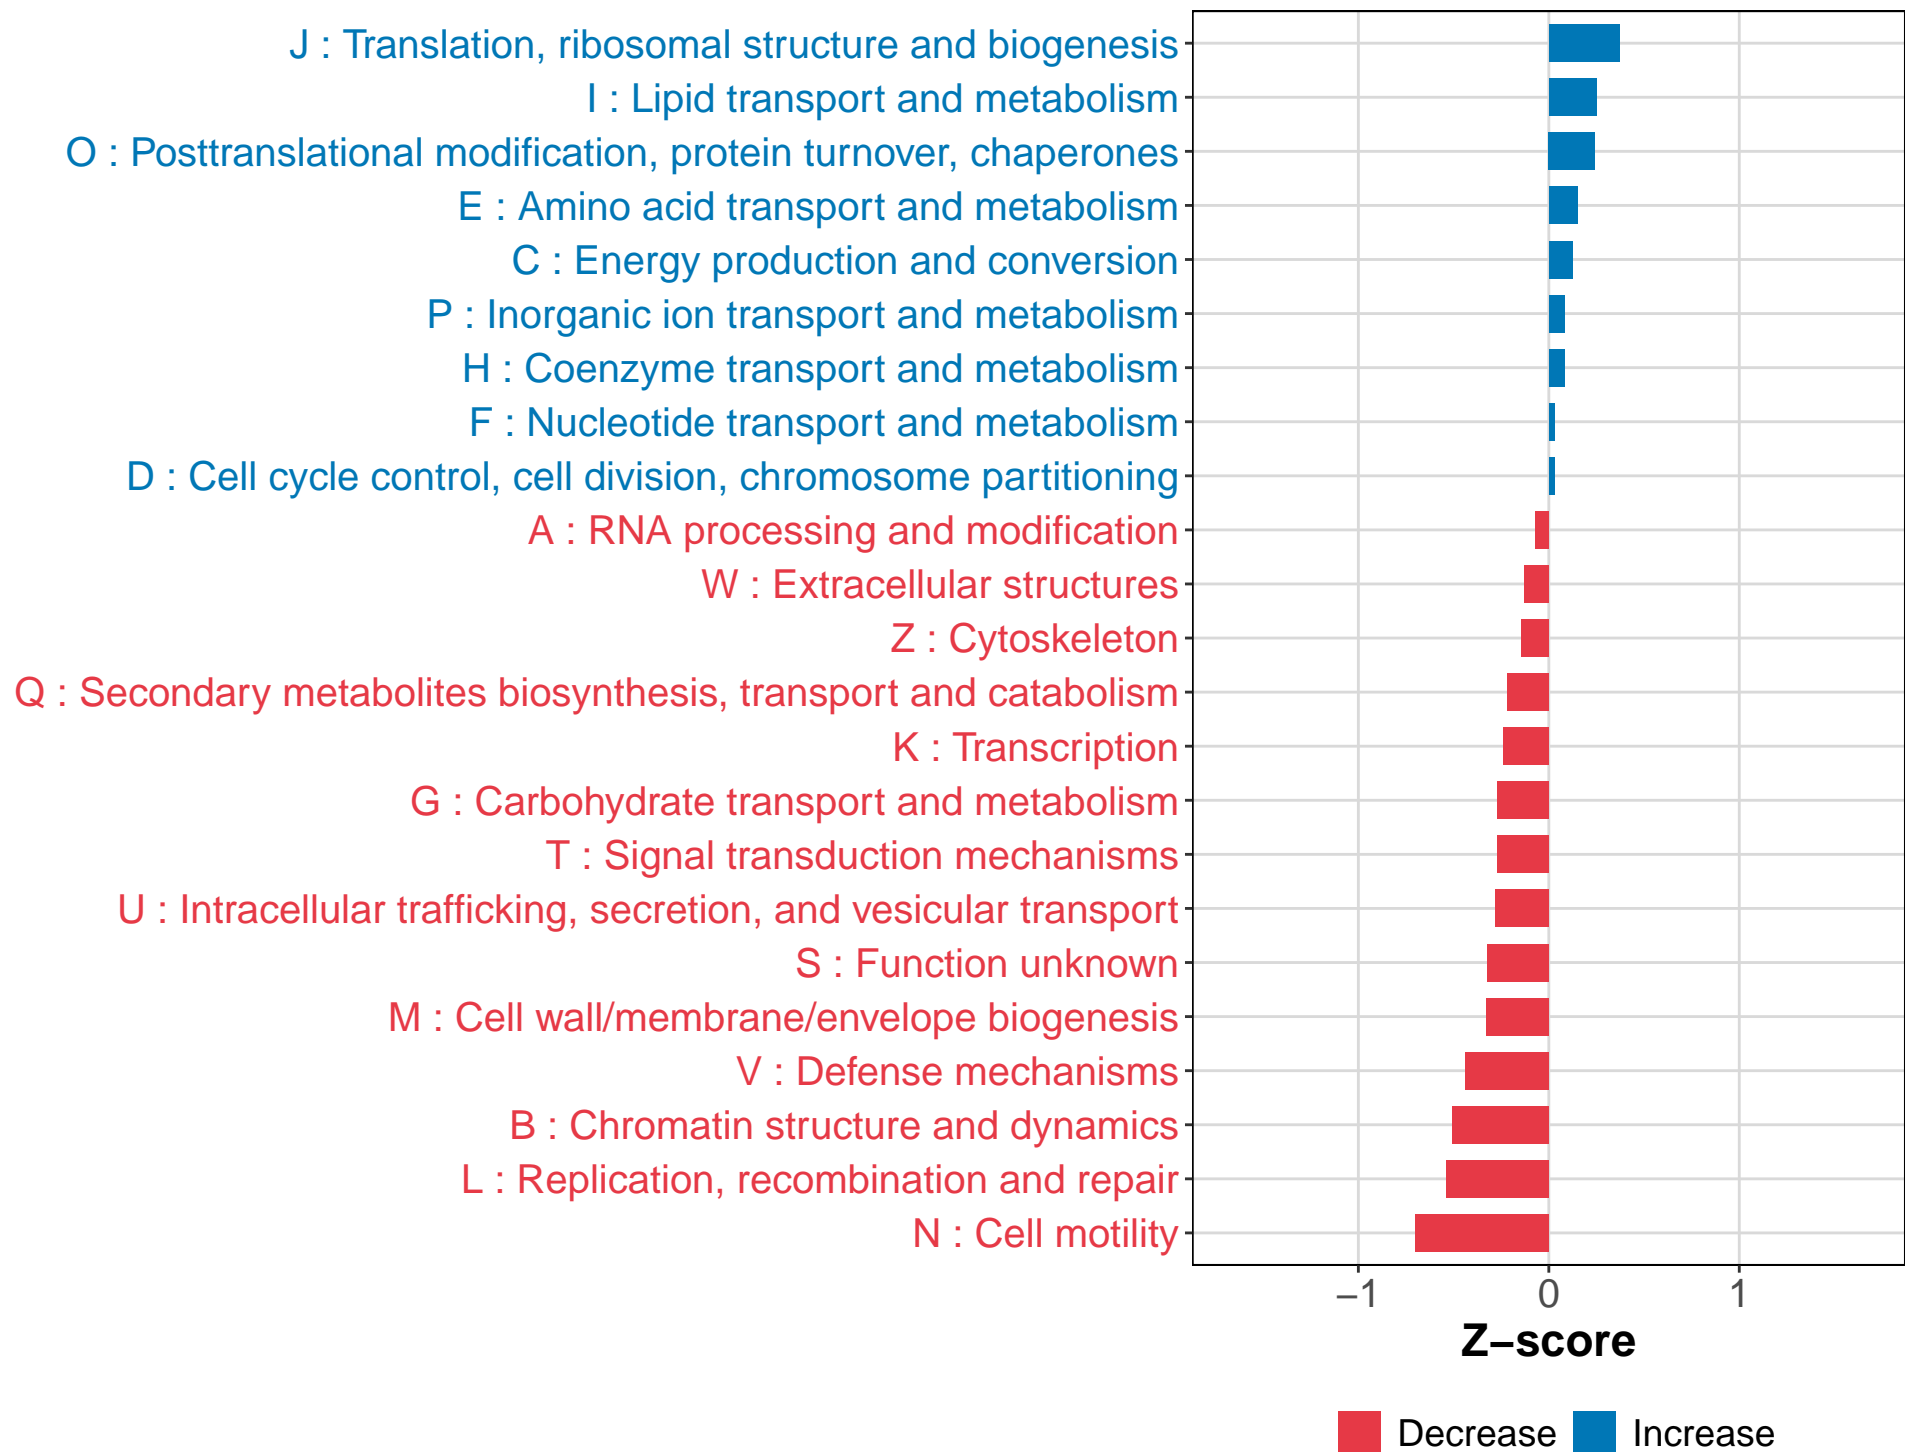 J : Translation, ribosomal structure and biogenesis
I : Lipid transport and metabolism
O : Posttranslational modification, protein turnover, chaperones
E : Amino acid transport and metabolism
C : Energy production and conversion
P : Inorganic ion transport and metabolism
H : Coenzyme transport and metabolism
F : Nucleotide transport and metabolism
D : Cell cycle control, cell division, chromosome partitioning
A : RNA processing and modification
W : Extracellular structures
Z : Cytoskeleton
Q : Secondary metabolites biosynthesis, transport and catabolism
K : Transcription
G : Carbohydrate transport and metabolism
T : Signal transduction mechanisms
U : Intracellular trafficking, secretion, and vesicular transport
S : Function unknown
M : Cell wall/membrane/envelope biogenesis
V : Defense mechanisms
B : Chromatin structure and dynamics
L : Replication, recombination and repair
N : Cell motility
−1 0 1
Z−score
Decrease Increase